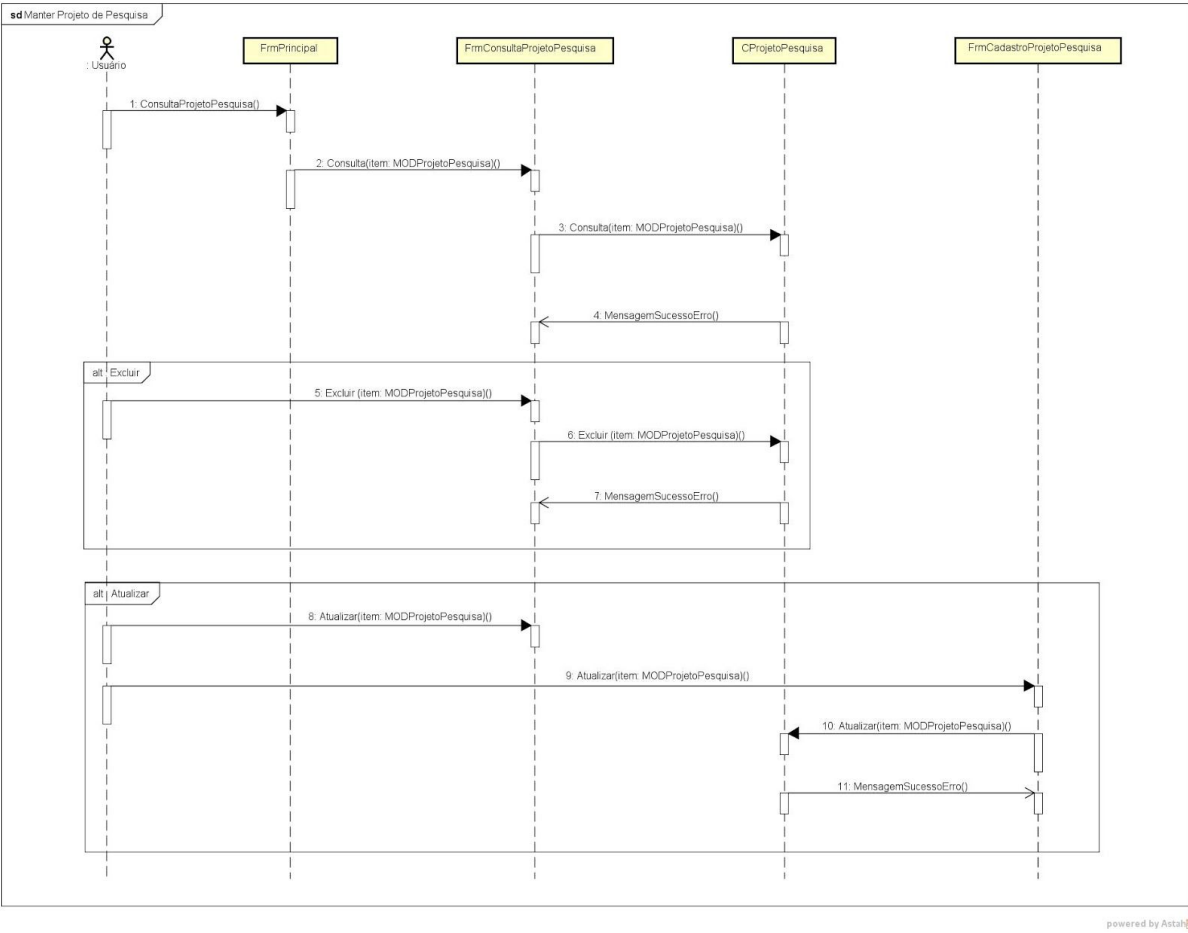 sd Manter Projeto de Pesquisa
: Usuário
FrmPrincipal
FrmConsultaProjetoPesquisa
CProjetoPesquisa
FrmCadastroProjetoPesquisa
1: ConsultaProjetoPesquisa()
2: Consulta(item: MODProjetoPesquisa)()
3: Consulta(item: MODProjetoPesquisa)()
4: MensagemSucessoErro()
alt Excluir
5: Excluir (item: MODProjetoPesquisa)()
6: Excluir (item: MODProjetoPesquisa)()
7: MensagemSucessoErro()
alt Atualizar
8: Atualizar(item: MODProjetoPesquisa)()
9: Atualizar(item: MODProjetoPesquisa)()
10: Atualizar(item: MODProjetoPesquisa)()
11: MensagemSucessoErro()
powered by Astah